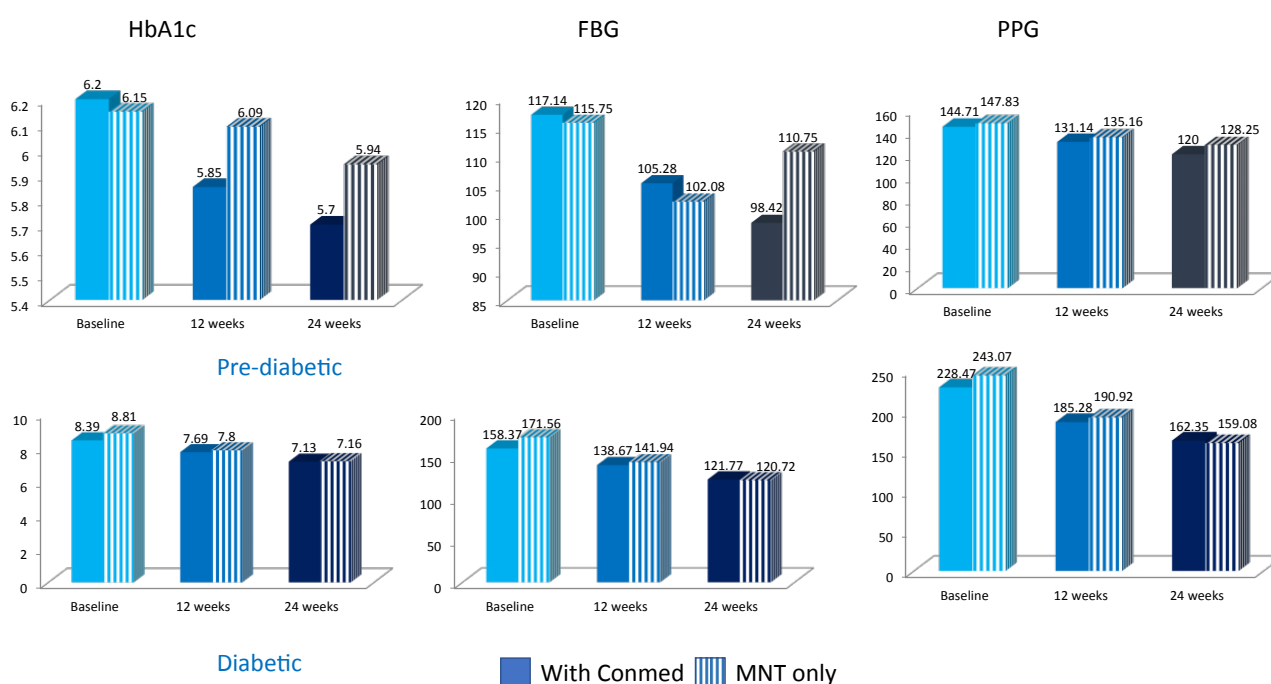 HbA1c FBG PPG
6.2 6.15 5.85 6.09 5.7 5.94
6.2
6.1
6
5.9
5.8
5.7
5.6
5.5
5.4
Baseline 12 weeks 24 weeks
117.14 115.75 105.28 102.08 98.42 110.75
120
115
110
105
100
95
90
85
Baseline 12 weeks 24 weeks
144.71 147.83 131.14 135.16 120 128.25
160
140
120
100
80
60
40
20
0
Baseline 12 weeks 24 weeks
Pre-diabetic
8.39 8.81 7.69 7.8 7.13 7.16
10
8
6
4
2
0
Baseline 12 weeks 24 weeks
158.37 171.56 138.67 141.94 121.77 120.72
200
150
100
50
0
Baseline 12 weeks 24 weeks
228.47 243.07 185.28 190.92 162.35 159.08
250
200
150
100
50
0
Baseline 12 weeks 24 weeks
Diabetic
With Conmed MNT only